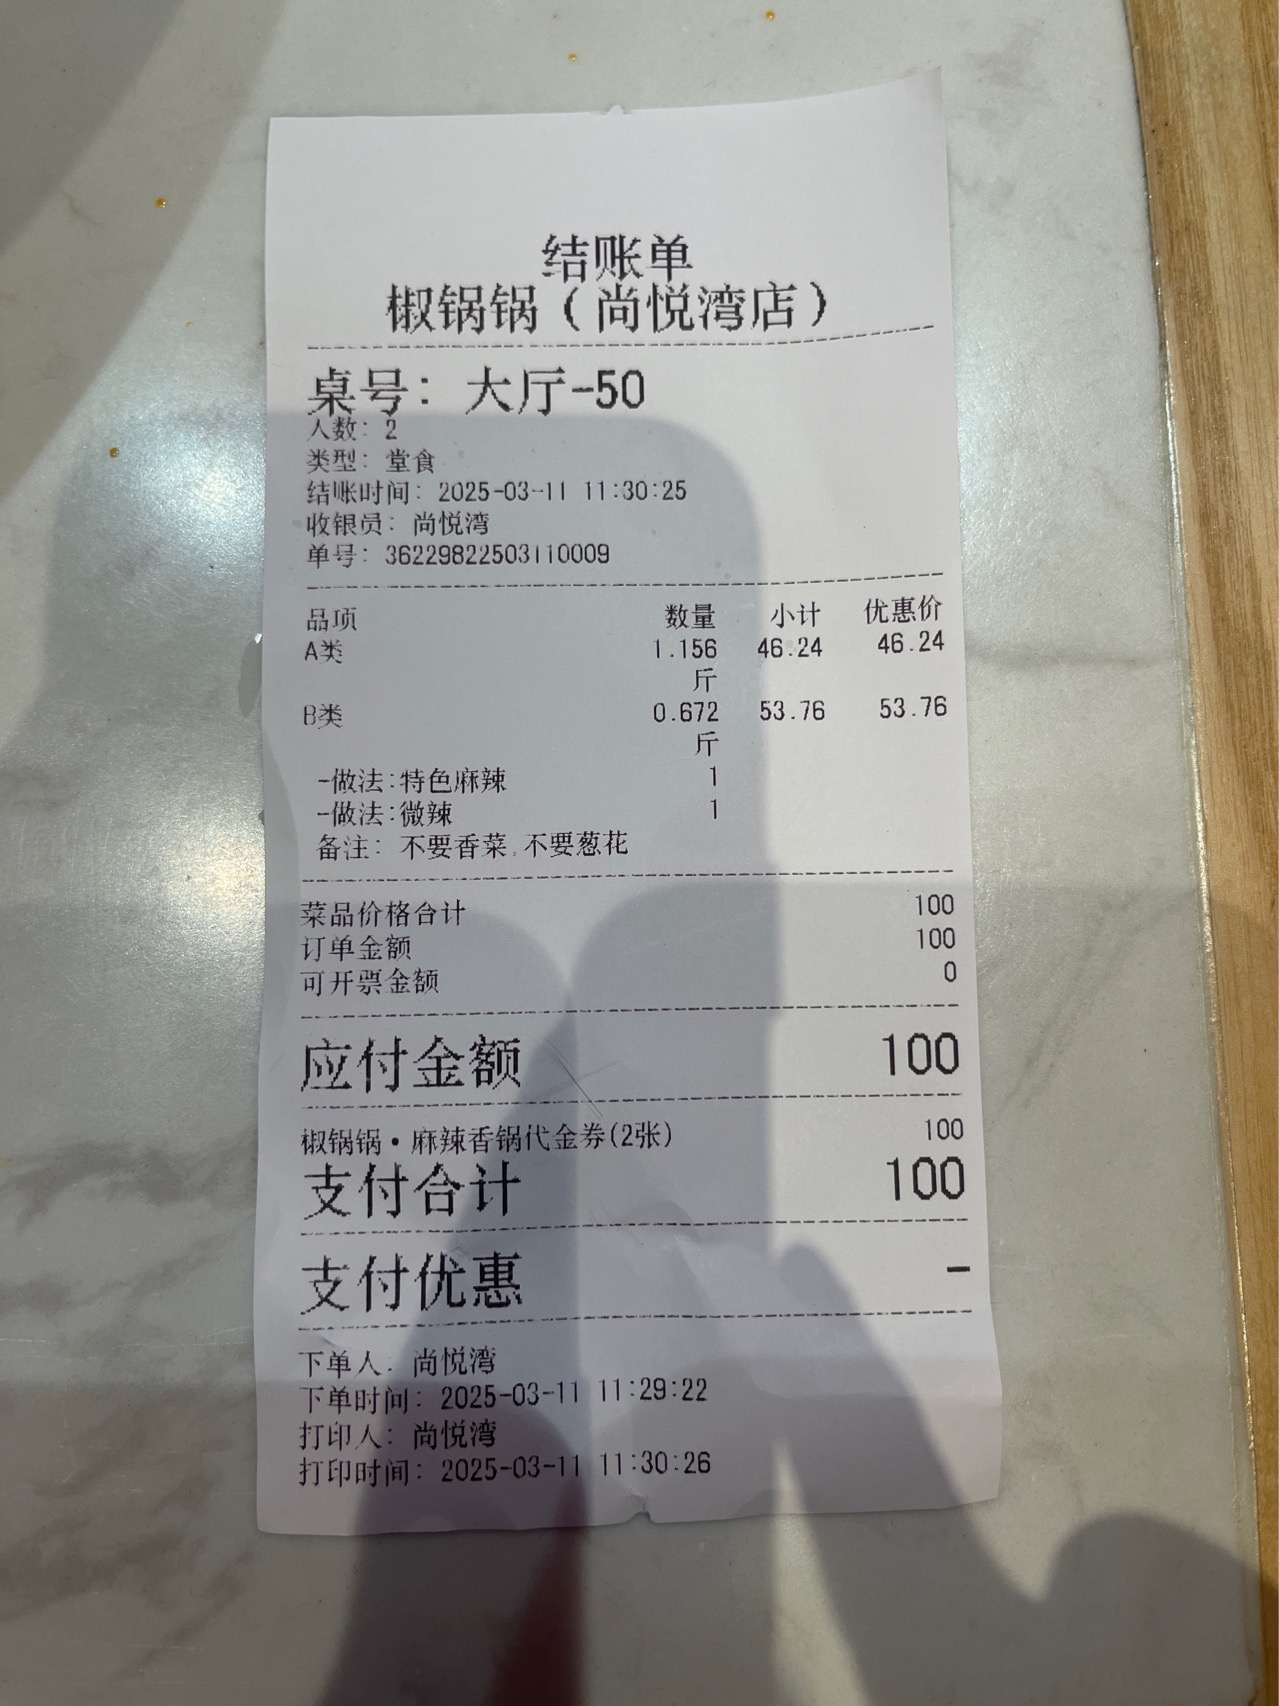 结账单
椒锅锅（尚悦湾店）
桌号: 大厅-50
人数: 2
类型: 堂食
结账时间: 2025-03-11 11:30:25
收银员: 尚悦湾
单号: 36229822503110009
品项 数量 小计 优惠价
A类 1.156 46.24 46.24
斤
B类 0.672 53.76 53.76
斤
-做法:特色麻辣 1
-做法:微辣 1
备注: 不要香菜,不要葱花
菜品价格合计 100
订单金额 100
可开票金额 0
应付金额 100
椒锅锅•麻辣香锅代金券(2张) 100
支付合计 100
支付优惠 -
下单人: 尚悦湾
下单时间: 2025-03-11 11:29:22
打印人: 尚悦湾
打印时间: 2025-03-11 11:30:26